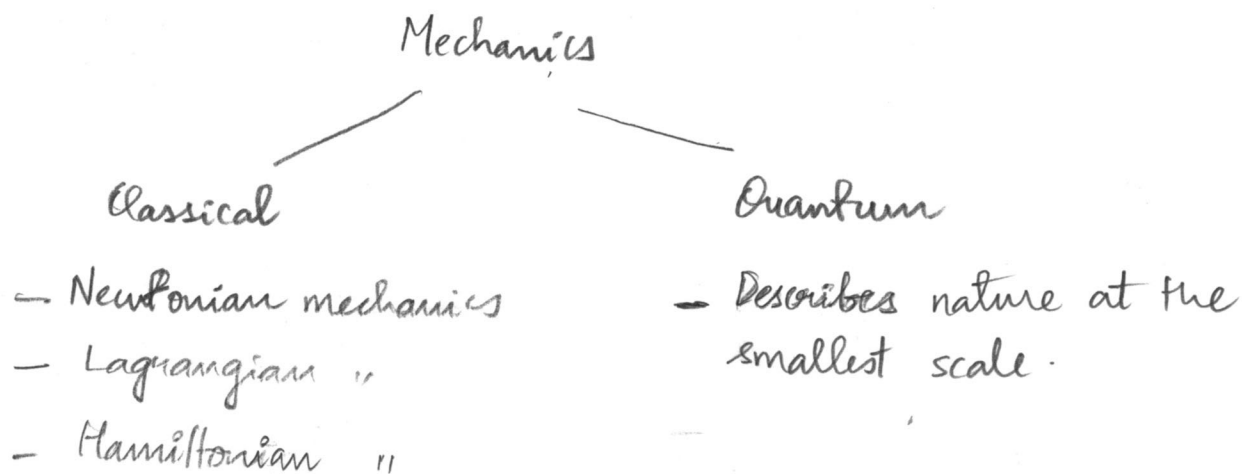 Mechanics
Classical
Quantum
- Newtonian mechanics
- Describes nature at the
- Lagrangian "
smallest scale.
- Hamiltonian "